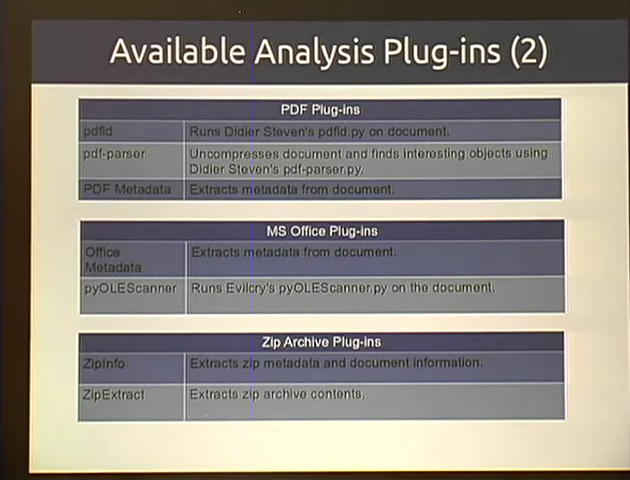 Available Analysis Plug-ins (2)
PDF Plug-ins
pdfid
Runs Didier Steven's pdfid.py on document.
pdf-parser
Uncompresses document and finds interesting objects using
Didier Steven's pdf-parser.py.
PDF Metadata
Extracts metadata from document.
MS Office Plug-ins
Office
Metadata
Extracts metadata from document.
pyOLEScanner
Runs Evilcry's pyOLEScanner.py on the document.
Zip Archive Plug-ins
ZipInfo
Extracts zip metadata and document information.
ZipExtract
Extracts zip archive contents.